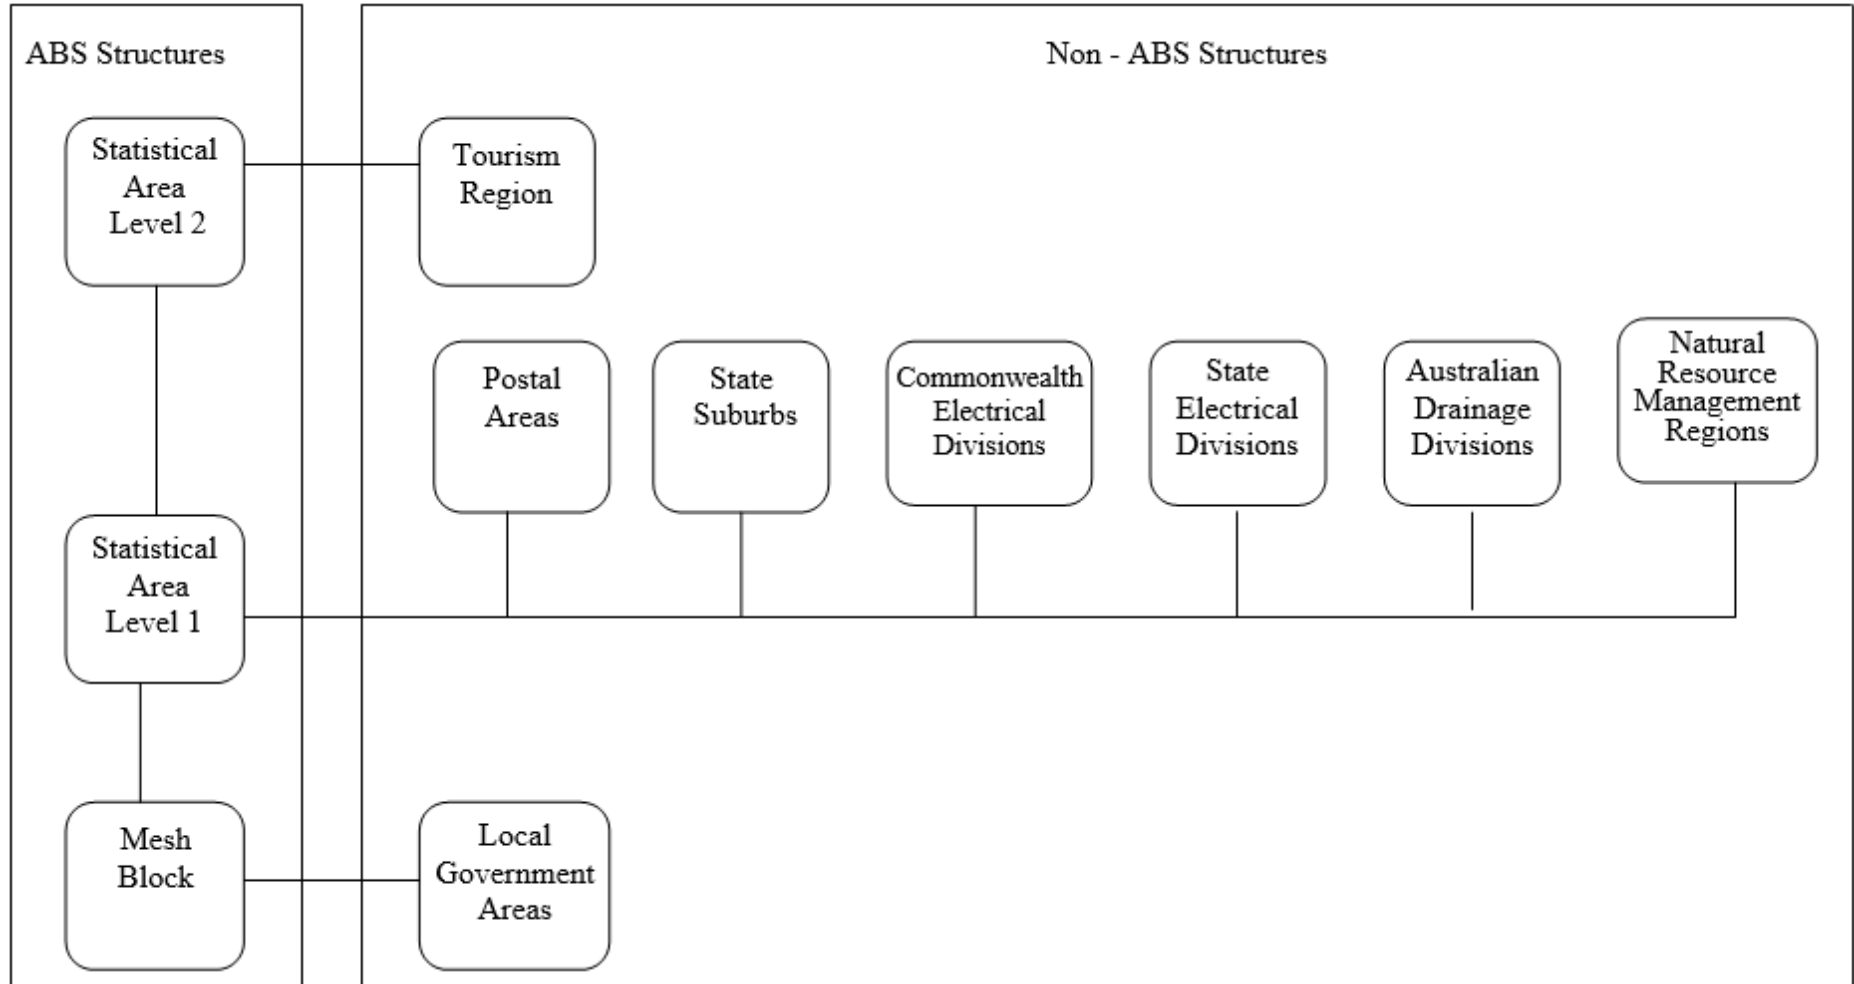 ABS Structures
Non - ABS Structures
Statistical
Area
Level 2
Tourism
Region
Postal
Areas
State
Suburbs
Commonwealth
Electrical
Divisions
State
Electrical
Divisions
Australian
Drainage
Divisions
Natural
Resource
Management
Regions
Statistical
Area
Level 1
Mesh
Block
Local
Government
Areas